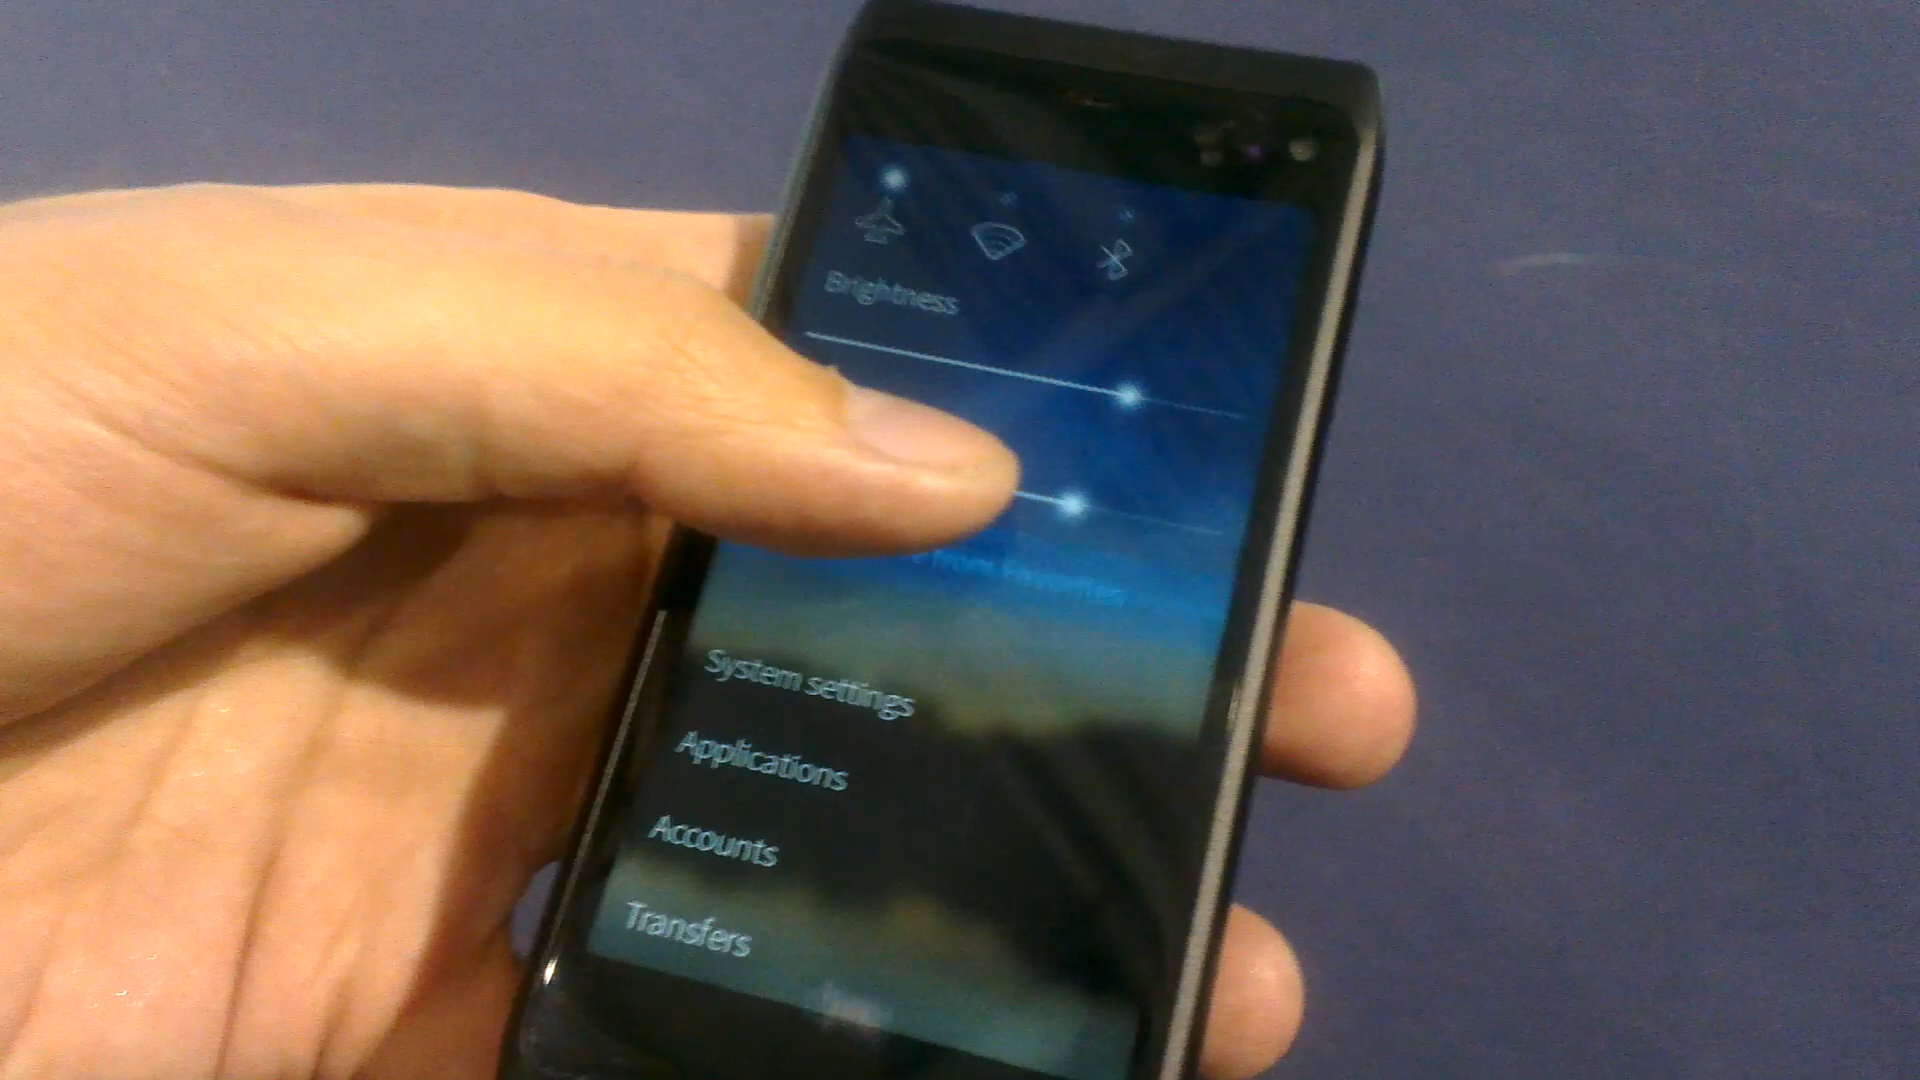 Brightness
System settings
Applications
Accounts
Transfers